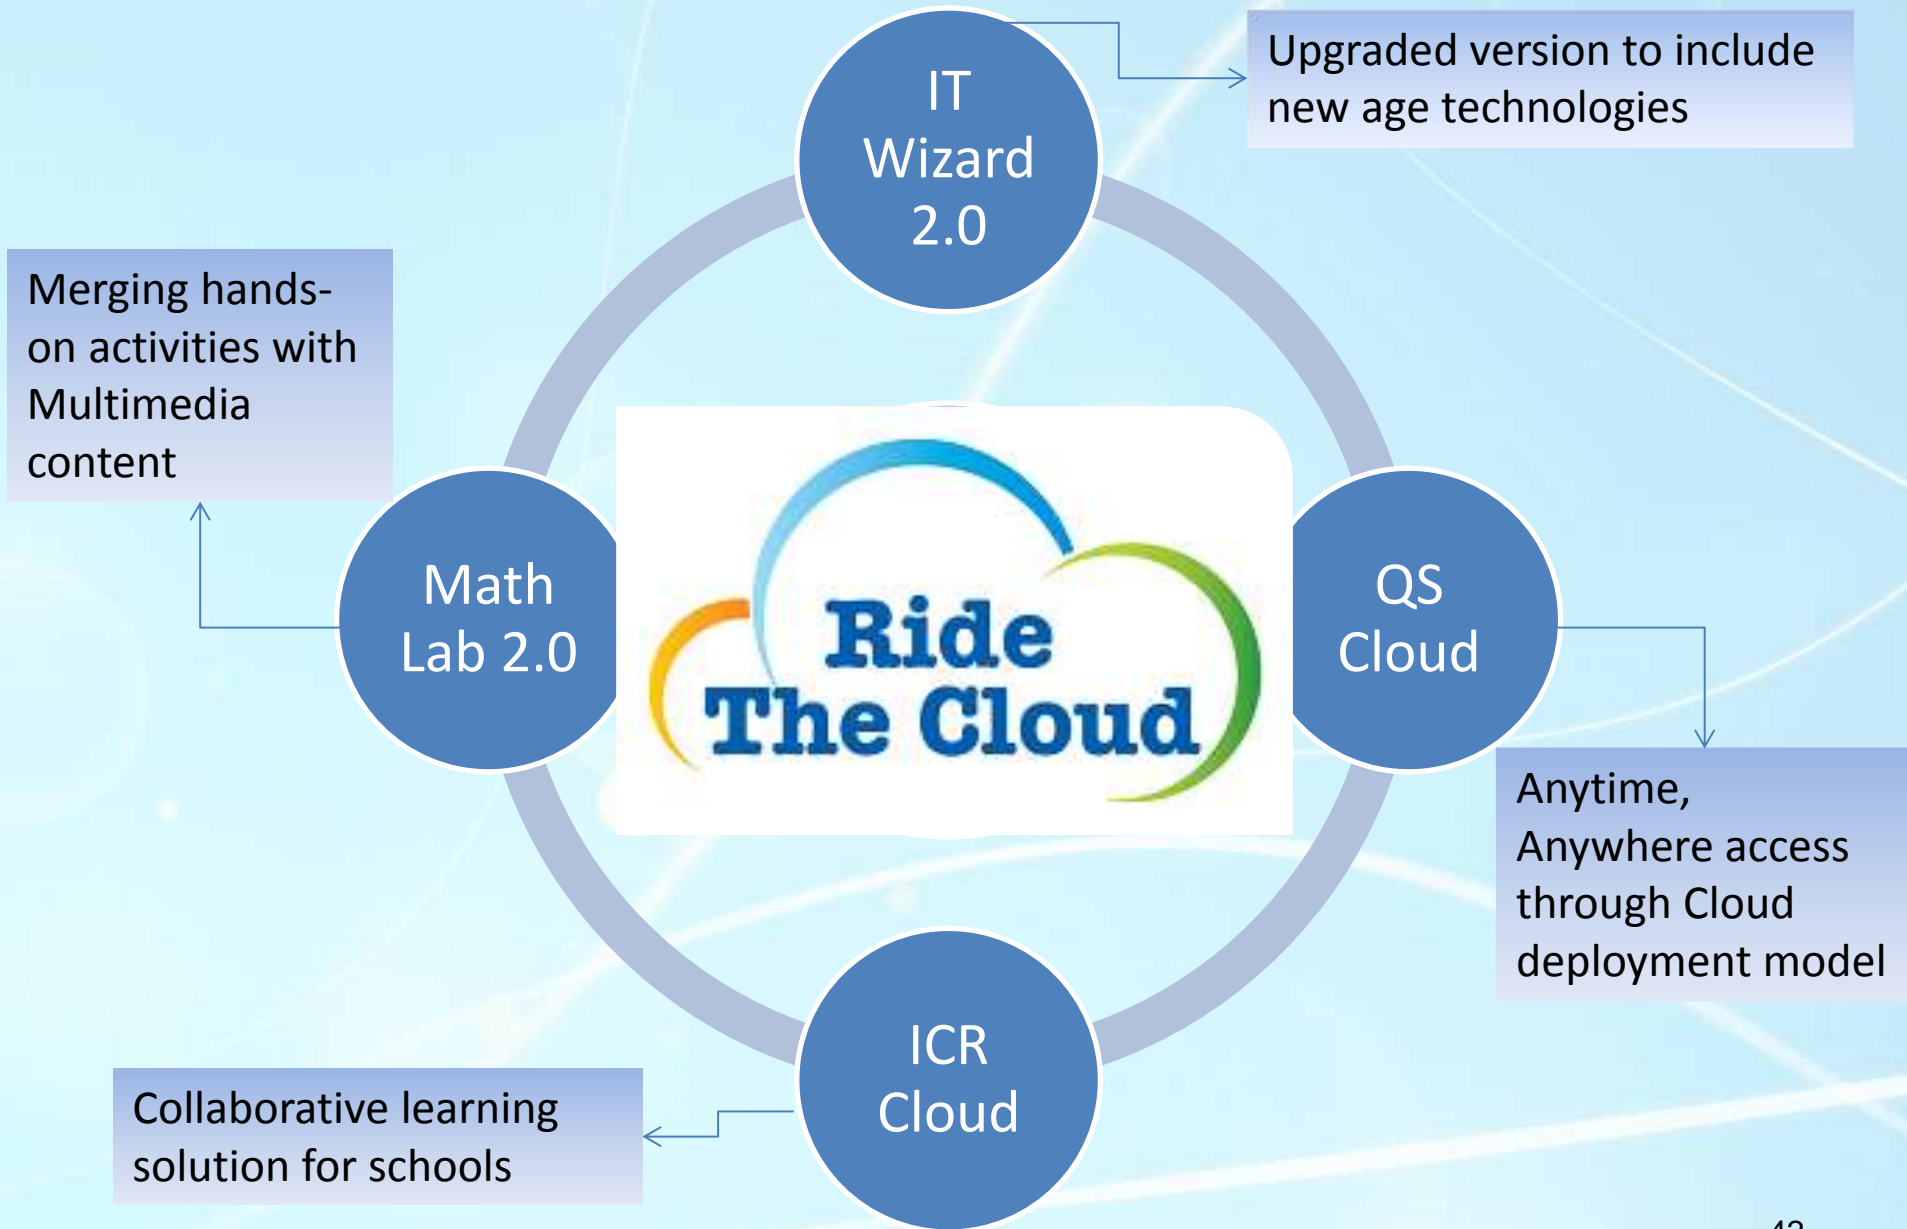 IT
Wizard
2.0
Upgraded version to include
new age technologies
Merging hands-
on activities with
Multimedia
content
Math
Lab 2.0
Ride
The Cloud
QS
Cloud
Anytime,
Anywhere access
through Cloud
deployment model
ICR
Cloud
Collaborative learning
solution for schools